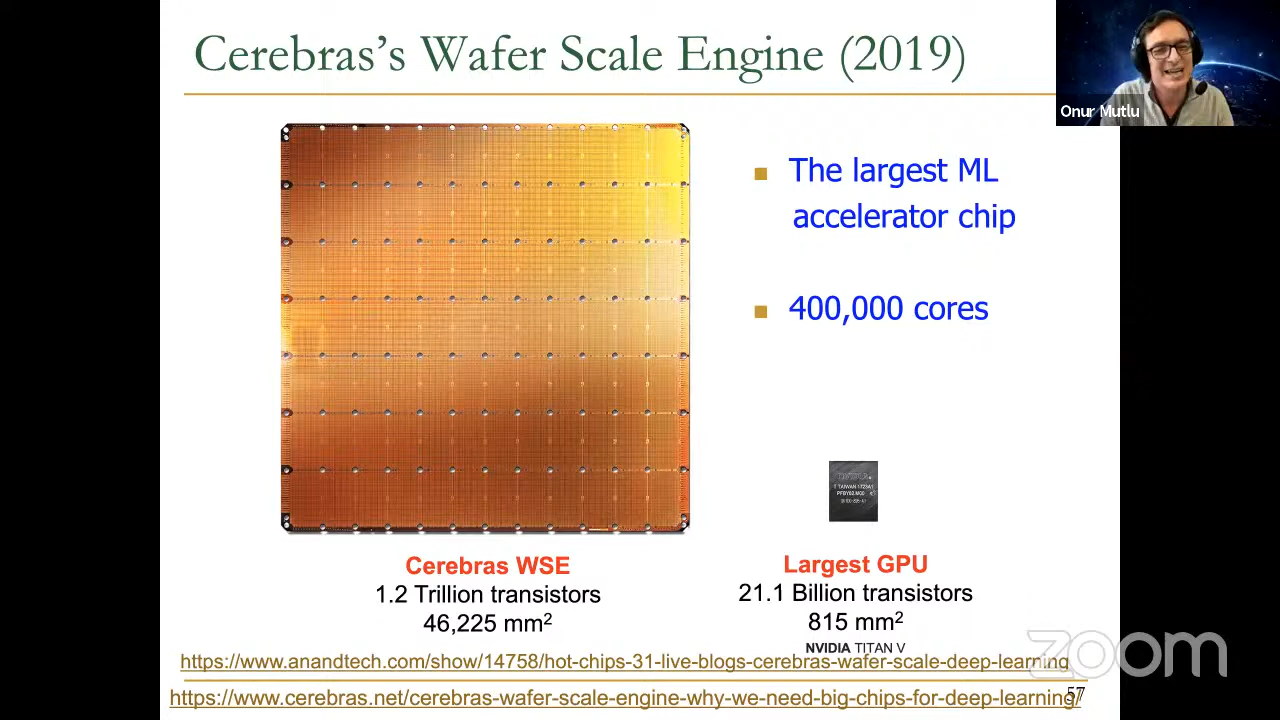 Cerebras’s Wafer Scale Engine (2019)
Onur Mutlu
The largest ML
accelerator chip
400,000 cores
NVIDIA
Cerebras WSE
1.2 Trillion transistors
46,225 mm²
Largest GPU
21.1 Billion transistors
815 mm²
NVIDIA TITAN V
zoom
https://www.anandtech.com/show/14758/hot-chips-31-live-blogs-cerebras-wafer-scale-deep-learning
57
https://www.cerebras.net/cerebras-wafer-scale-engine-why-we-need-big-chips-for-deep-learning/